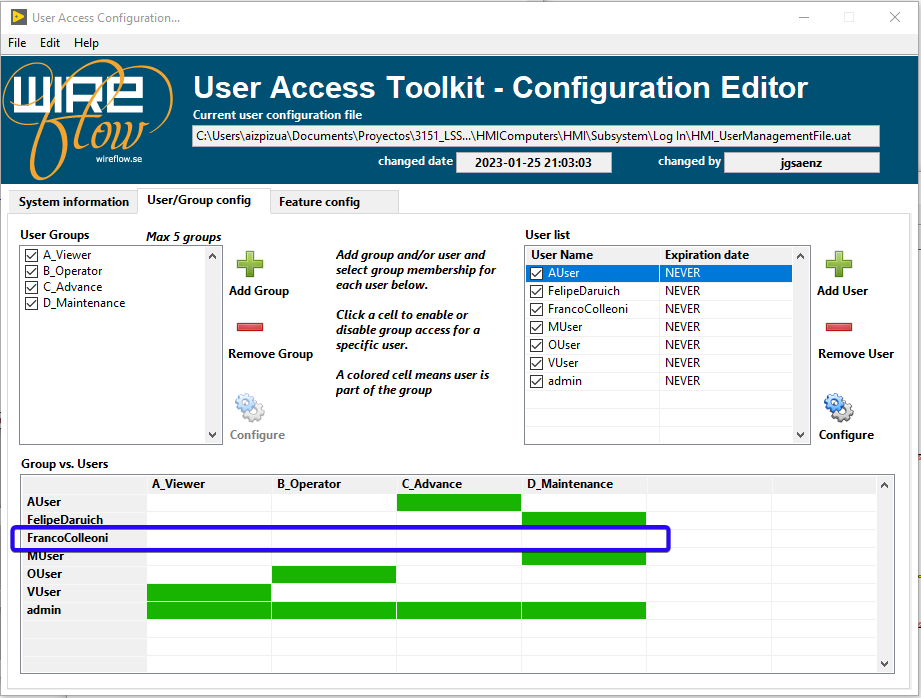 User Access Configuration...
File Edit Help
WIRE
flow
wireflow.se
User Access Toolkit - Configuration Editor
Current user configuration file
C:\Users\aizpizua\Documents\Proyectos\3151_LSS...\HMIComputers\HMI\Subsystem\Log In\HMI_UserManagementFile.uat
changed date 2023-01-25 21:03:03 changed by jgsaenz
System information User/Group config Feature config
User Groups Max 5 groups
A_Viewer
B_Operator
C_Advance
D_Maintenance
Add Group
Remove Group
Configure
Add group and/or user and
select group membership for
each user below.
Click a cell to enable or
disable group access for a
specific user.
A colored cell means user is
part of the group
User list
User Name Expiration date
AUser NEVER
FelipeDaruich NEVER
FrancoColleoni NEVER
MUser NEVER
OUser NEVER
VUser NEVER
admin NEVER
Add User
Remove User
Configure
Group vs. Users
A_Viewer B_Operator C_Advance D_Maintenance
AUser
FelipeDaruich
FrancoColleoni
MUser
OUser
VUser
admin